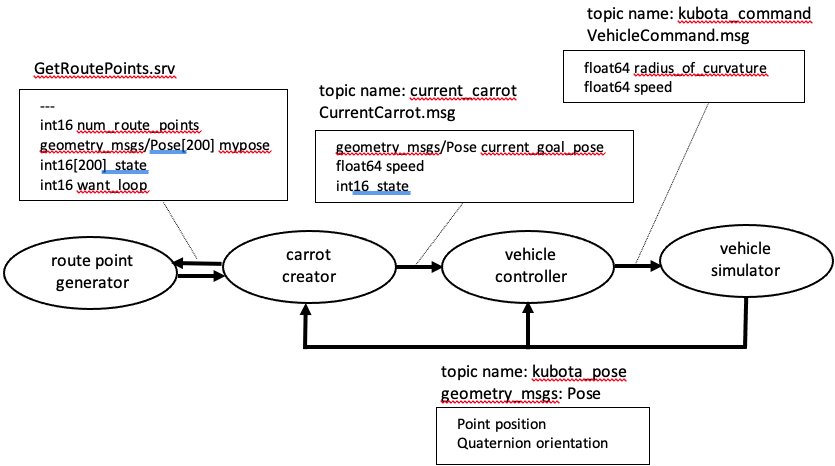 topic name: kubota_command
VehicleCommand.msg
float64 radius_of_curvature
float64 speed
GetRoutePoints.srv
---
int16 num_route_points
geometry_msgs/Pose[200] mypose
int16[200] state
int16 want_loop
topic name: current_carrot
CurrentCarrot.msg
geometry_msgs/Pose current_goal_pose
float64 speed
int16 state
route point
generator
carrot
creator
vehicle
controller
vehicle
simulator
topic name: kubota_pose
geometry_msgs: Pose
Point position
Quaternion orientation